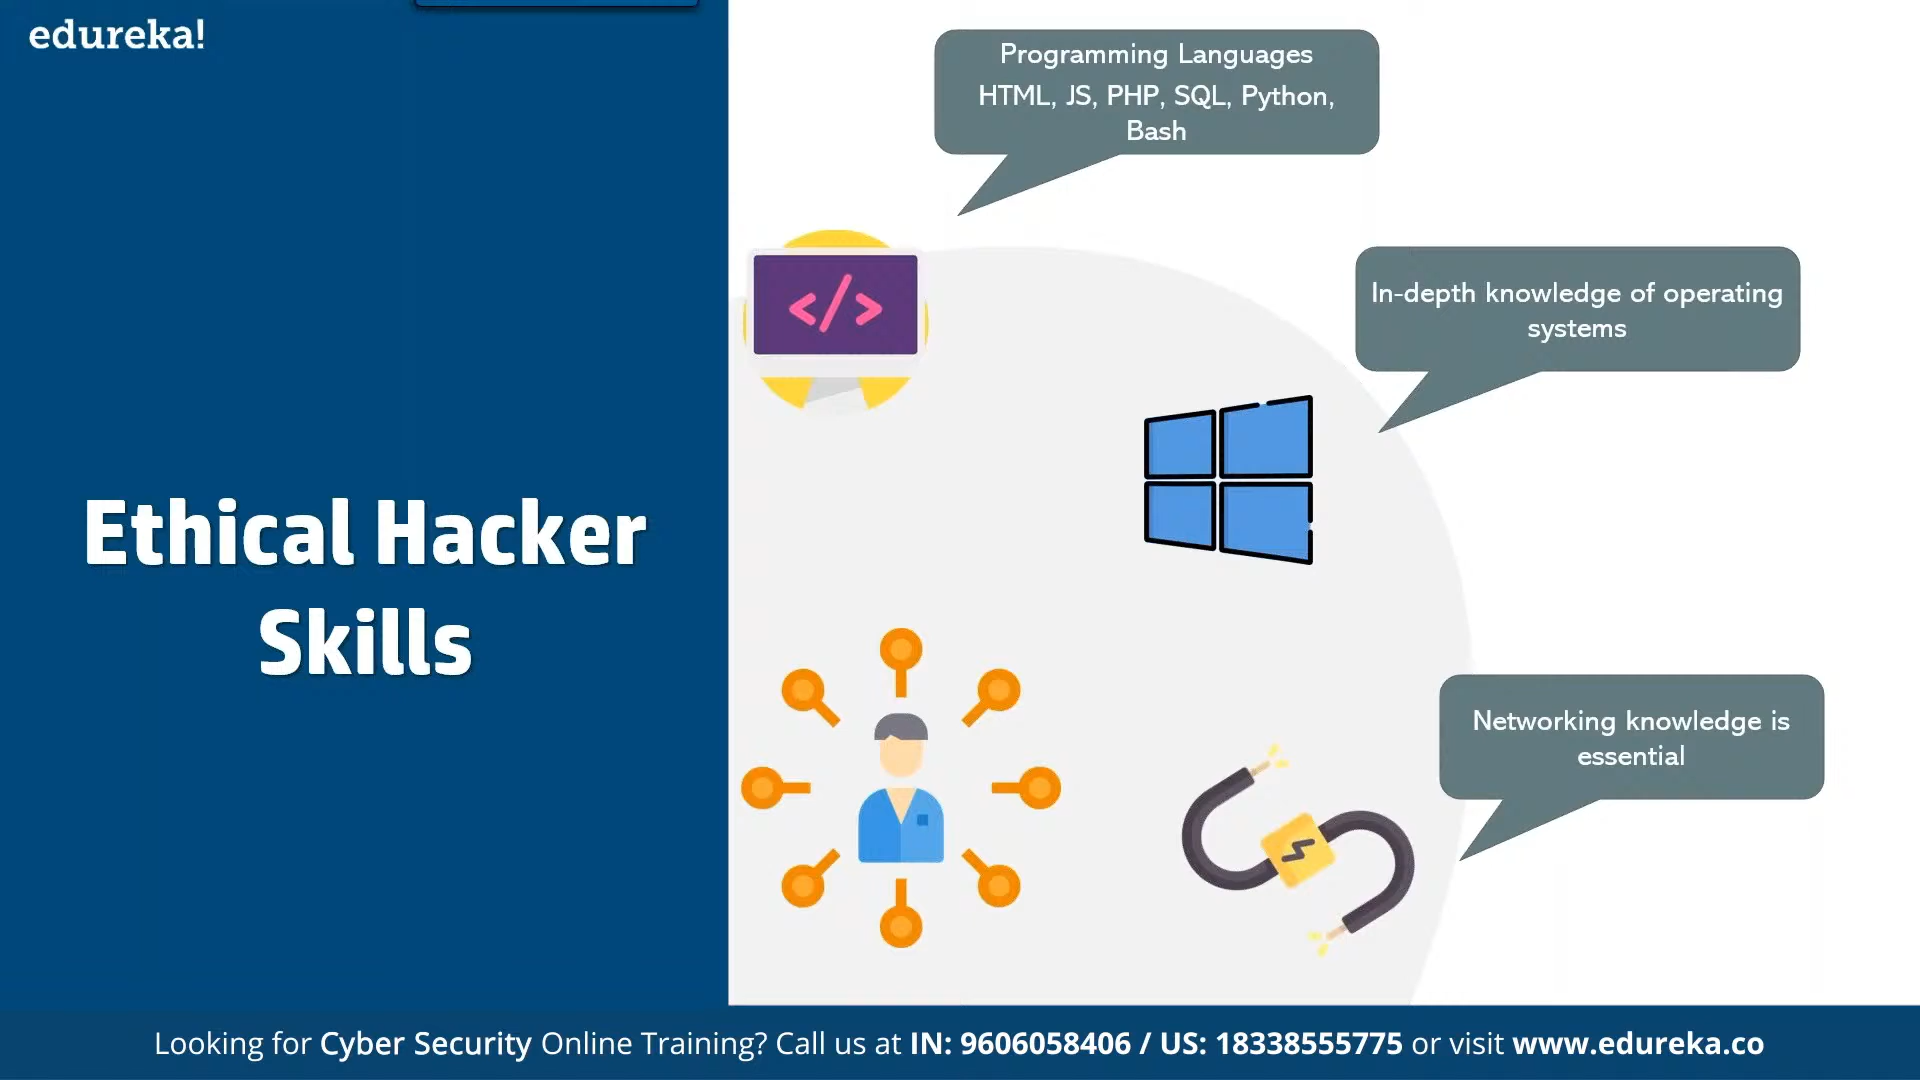 edureka!
Programming Languages
HTML, JS, PHP, SQL, Python,
Bash
In-depth knowledge of operating
systems
Ethical Hacker
Skills
Networking knowledge is
essential
Looking for Cyber Security Online Training? Call us at IN: 9606058406 / US: 18338555775 or visit www.edureka.co